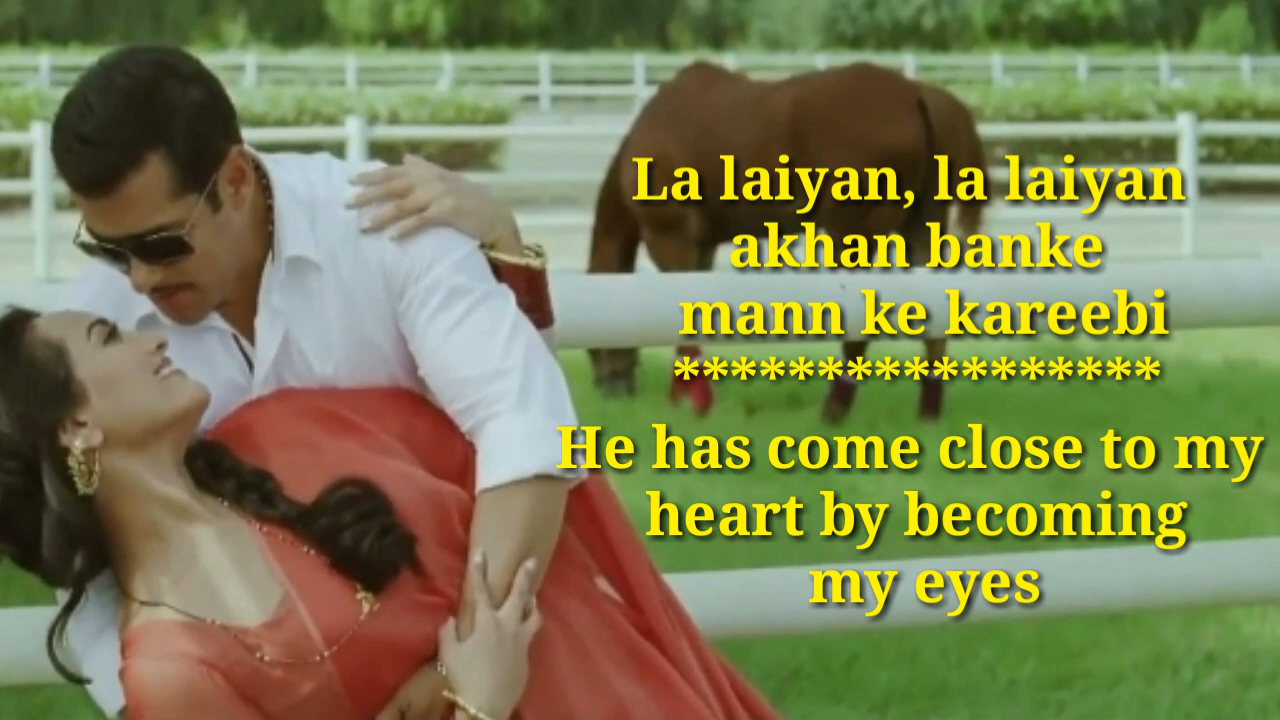 La laiyan, la laiyan
akhan banke
mann ke kareebi
*****************
He has come close to my
heart by becoming
my eyes